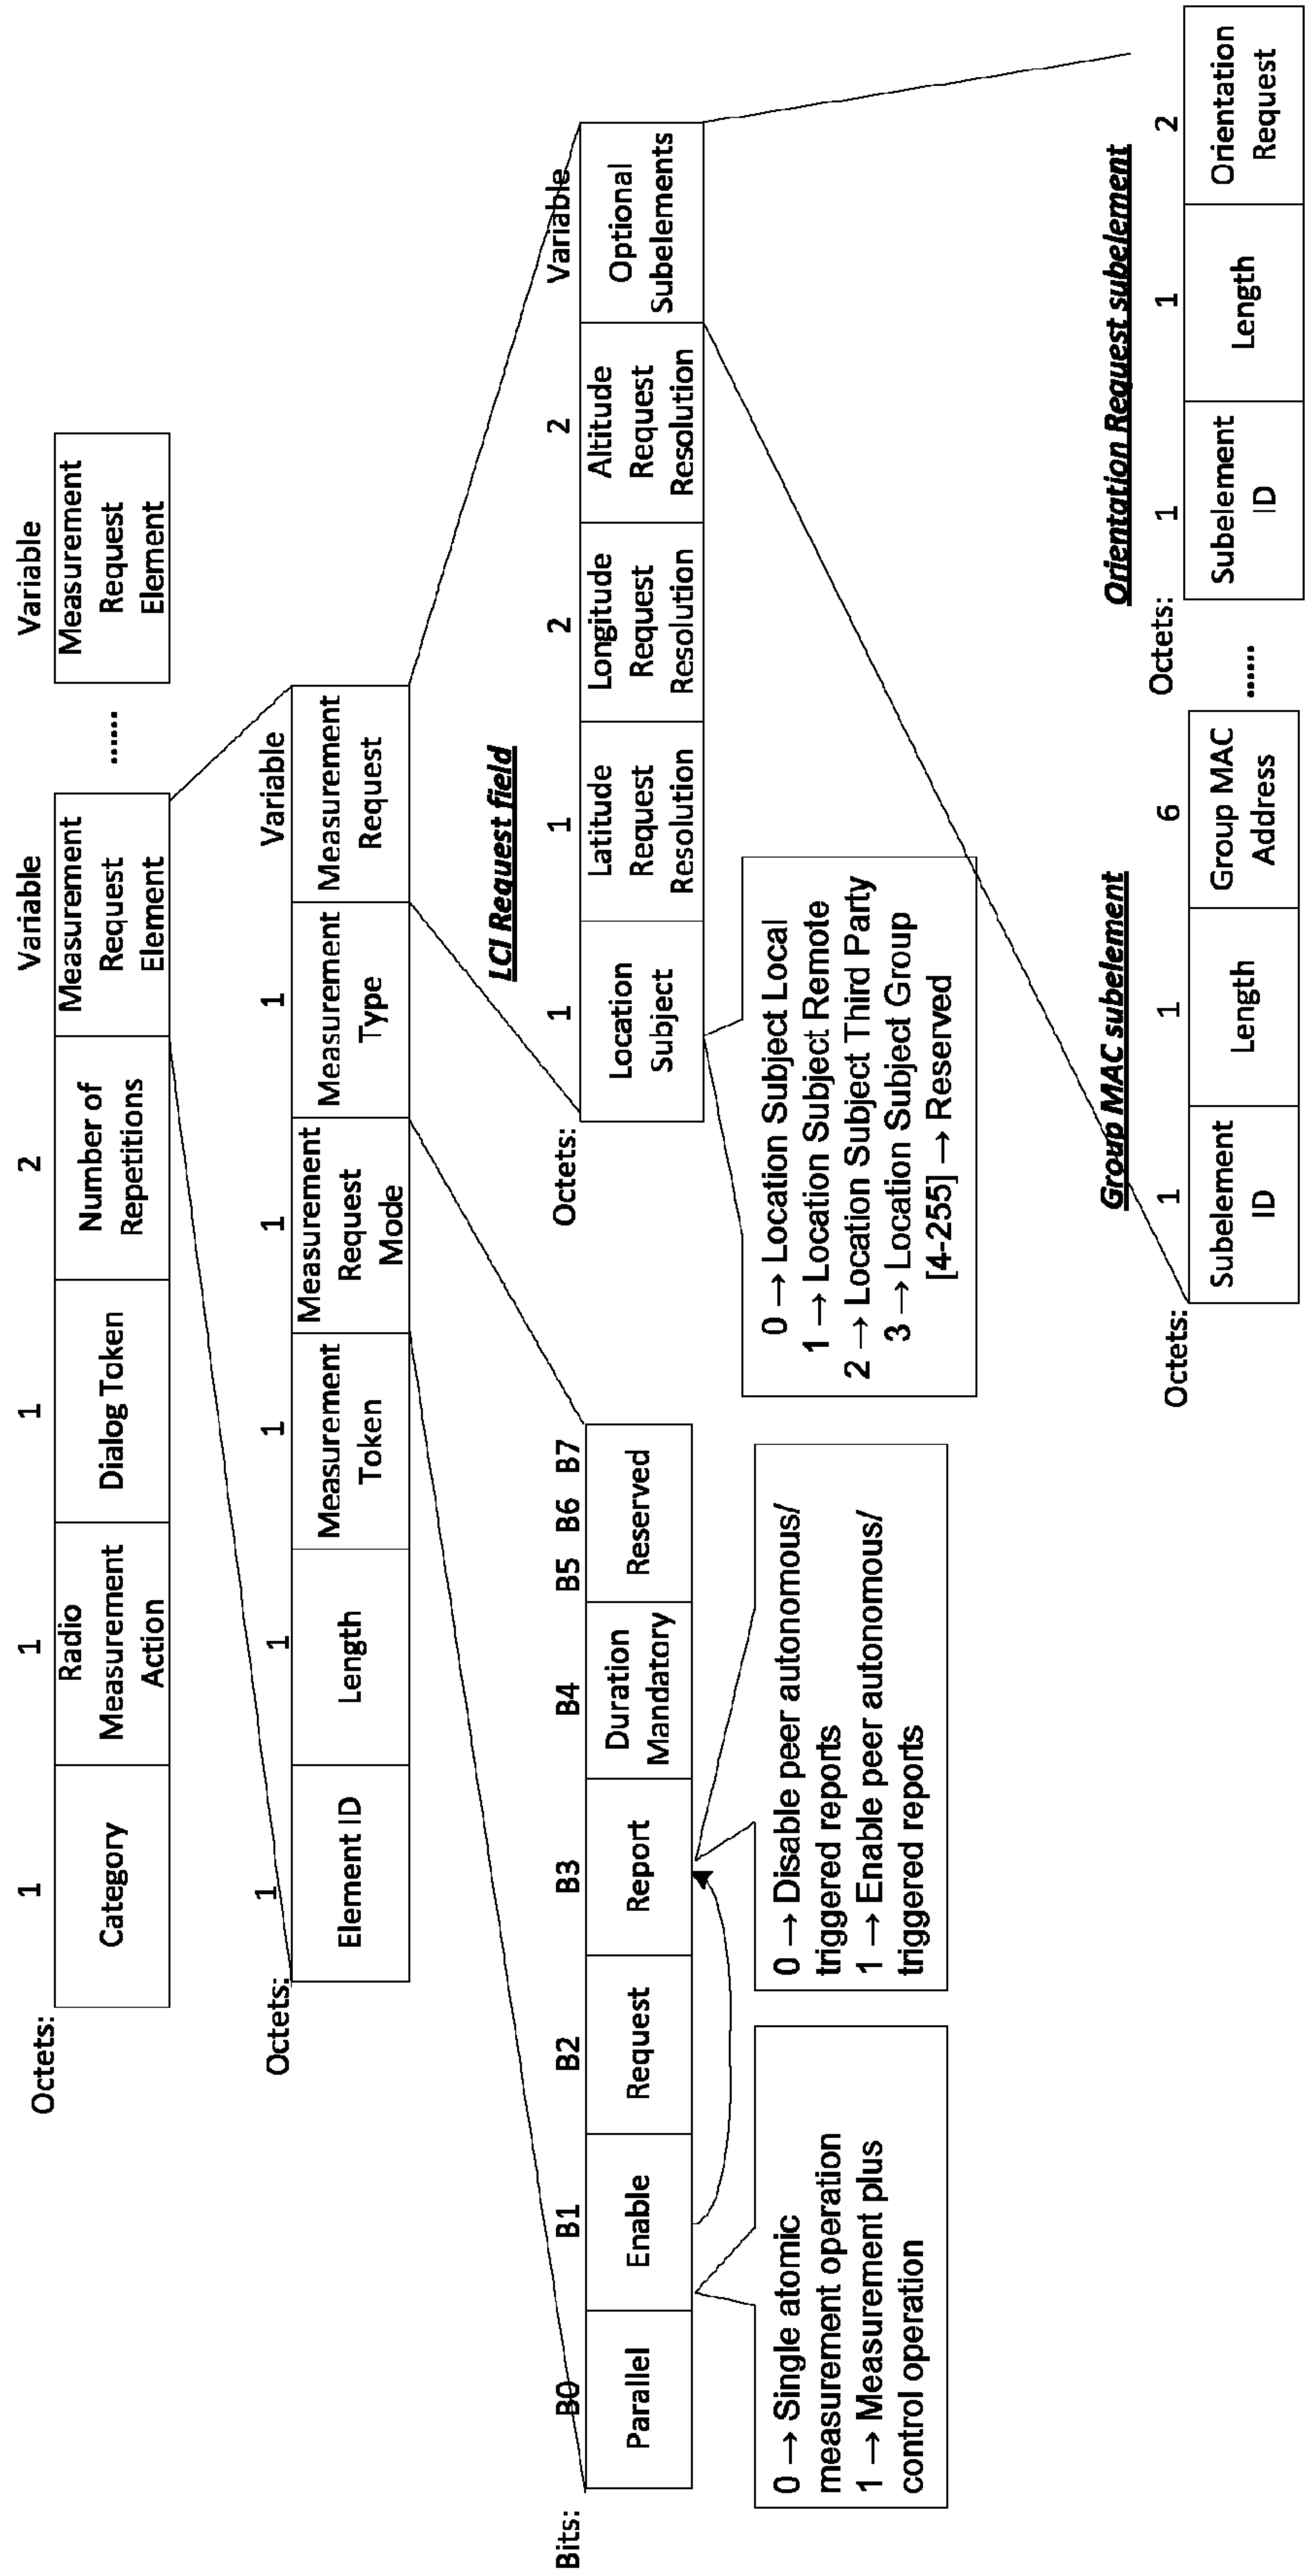 Octets:
1
1
1
2
Variable
Variable
Category
Radio
Measurement
Action
Dialog Token
Number of
Repetitions
Measurement
Request
Element
......
Measurement
Request
Element
Octets:
1
1
1
1
1
Variable
Element ID
Length
Measurement
Token
Measurement
Request
Mode
Measurement
Type
Measurement
Request
Bits:
B0
B1
B2
B3
B4
B5
B6
B7
Parallel
Enable
Request
Report
Duration
Mandatory
Reserved
0 → Single atomic
measurement operation
1 → Measurement plus
control operation
0 → Disable peer autonomous/
triggered reports
1 → Enable peer autonomous/
triggered reports
LCI Request field
Octets:
1
1
2
2
Variable
Location
Subject
Latitude
Request
Resolution
Longitude
Request
Resolution
Altitude
Request
Resolution
Optional
Subelements
0 → Location Subject Local
1 → Location Subject Remote
2 → Location Subject Third Party
3 → Location Subject Group
[4-255] → Reserved
Group MAC subelement
Octets:
1
1
6
Subelement
ID
Length
Group MAC
Address
......
Orientation Request subelement
Octets:
1
1
2
Subelement
ID
Length
Orientation
Request